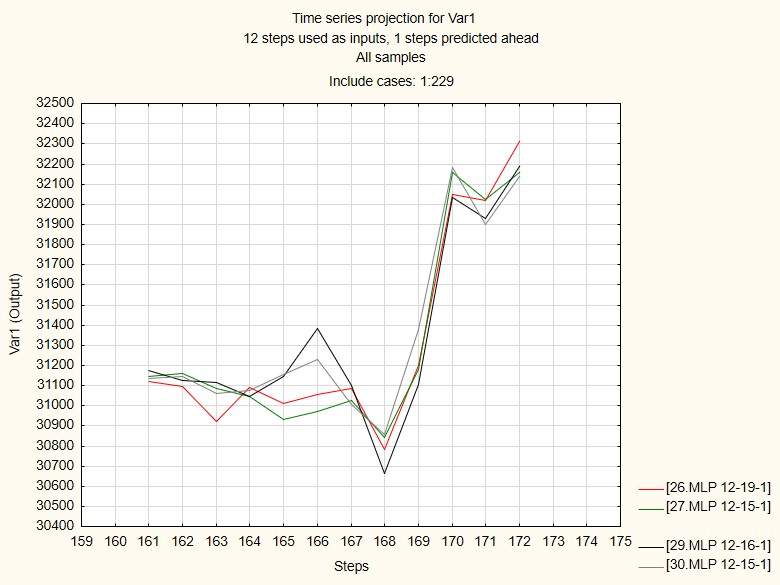 Time series projection for Var1
12 steps used as inputs, 1 steps predicted ahead
All samples
Include cases: 1:229
32500
32400
32300
32200
32100
32000
31900
31800
31700
31600
31500
31400
31300
31200
31100
31000
30900
30800
30700
30600
30500
30400
Var1 (Output)
159 160 161 162 163 164 165 166 167 168 169 170 171 172 173 174 175
Steps
[26.MLP 12-19-1]
[27.MLP 12-15-1]
[29.MLP 12-16-1]
[30.MLP 12-15-1]